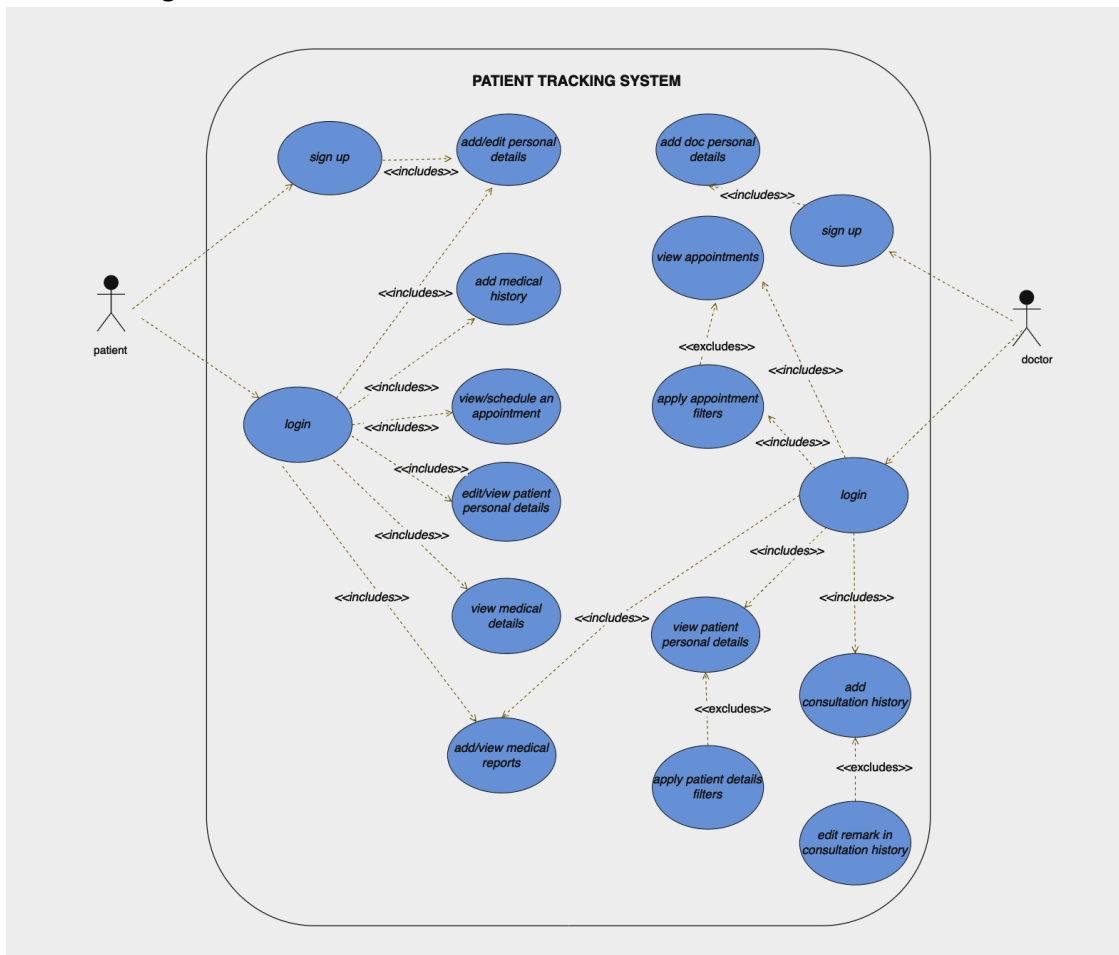 PATIENT TRACKING SYSTEM
sign up
<<includes>>
add/edit personal
details
add doc personal
details
<<includes>>
sign up
view appointments
add medical
history
<<includes>>
patient
doctor
<<excludes>>
<<includes>>
<<includes>>
view/schedule an
appointment
apply appointment
filters
login
<<includes>>
<<includes>>
<<includes>>
edit/view patient
personal details
login
<<includes>>
<<includes>>
<<includes>>
<<includes>>
<<includes>>
view medical
details
view patient
personal details
add
consultation history
<<excludes>>
add/view medical
reports
<<excludes>>
apply patient details
filters
edit remark in
consultation history